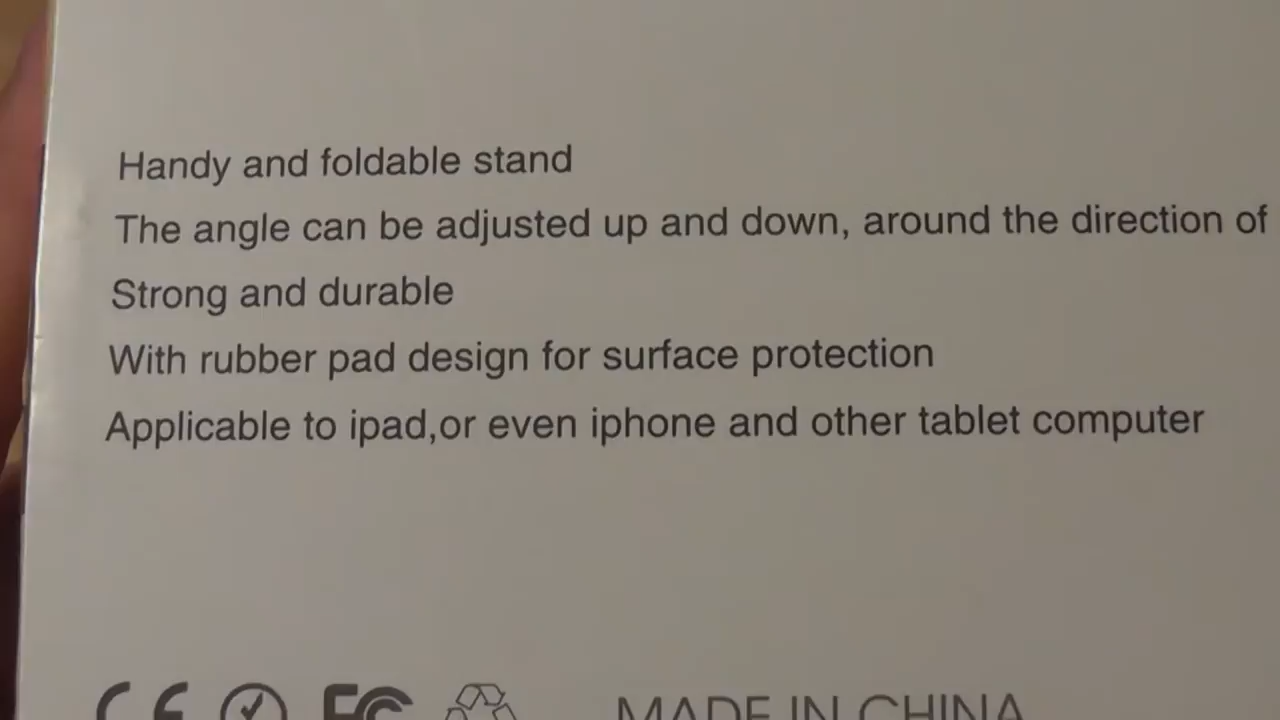 Handy and foldable stand
The angle can be adjusted up and down, around the direction of
Strong and durable
With rubber pad design for surface protection
Applicable to ipad,or even iphone and other tablet computer
CE FC MADE IN CHINA